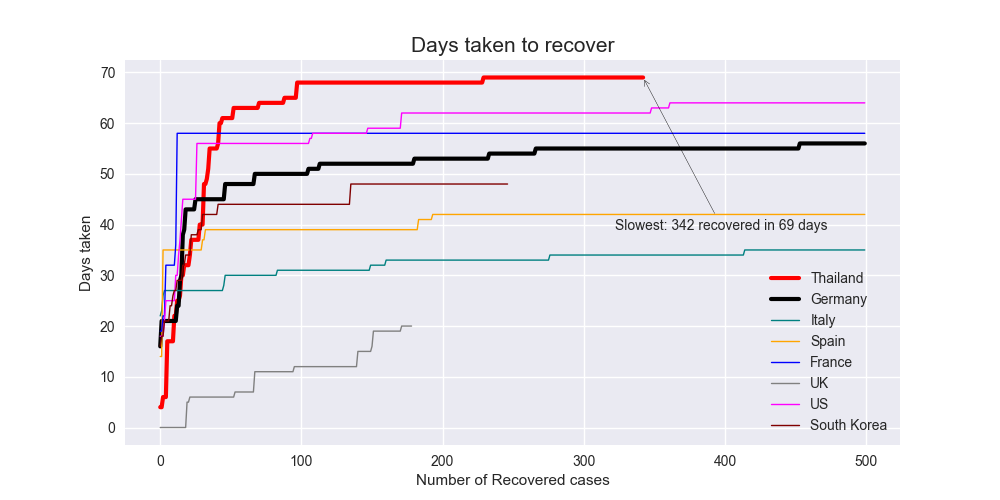 Days taken to recover
Days taken
70
60
50
40
30
20
10
0
Slowest: 342 recovered in 69 days
Thailand
Germany
Italy
Spain
France
UK
US
South Korea
0 100 200 300 400 500
Number of Recovered cases